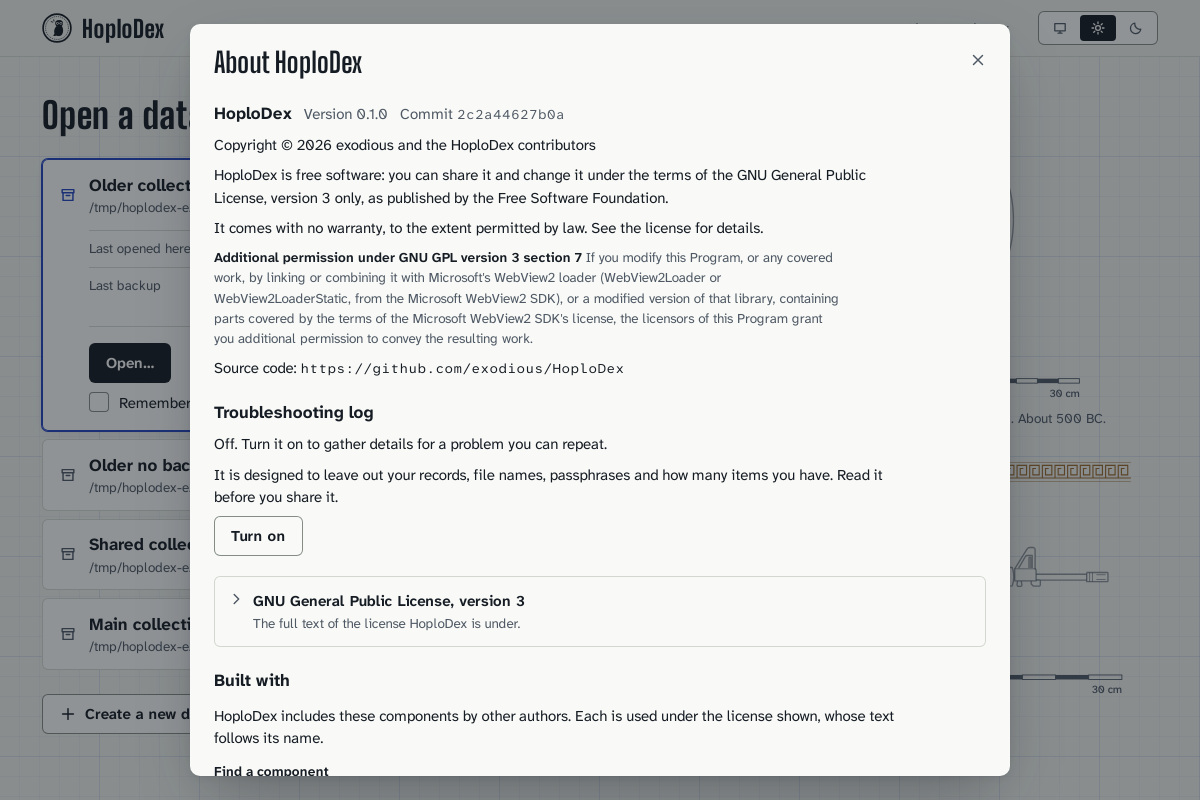 HoploDex
About HoploDex
Open a data
HoploDex Version 0.1.0 Commit 2c2a44627b0a
Copyright © 2026 exodious and the HoploDex contributors
HoploDex is free software: you can share it and change it under the terms of the GNU General Public
License, version 3 only, as published by the Free Software Foundation.
It comes with no warranty, to the extent permitted by law. See the license for details.
Additional permission under GNU GPL version 3 section 7 If you modify this Program, or any covered
work, by linking or combining it with Microsoft's WebView2 loader (WebView2Loader or
WebView2LoaderStatic, from the Microsoft WebView2 SDK), or a modified version of that library, containing
parts covered by the terms of the Microsoft WebView2 SDK's license, the licensors of this Program grant
you additional permission to convey the resulting work.
Source code: https://github.com/exodious/HoploDex
Troubleshooting log
Off. Turn it on to gather details for a problem you can repeat.
It is designed to leave out your records, file names, passphrases and how many items you have. Read it
before you share it.
Turn on
GNU General Public License, version 3
The full text of the license HoploDex is under.
Built with
HoploDex includes these components by other authors. Each is used under the license shown, whose text
follows its name.
Find a component
Older collect
/tmp/hoplodex-e
Last opened here
Last backup
Open...
Remember
Older no bac
/tmp/hoplodex-e
Shared colle
/tmp/hoplodex-e
Main collecti
/tmp/hoplodex-e
Create a new d
30 cm
. About 500 BC.
30 cm